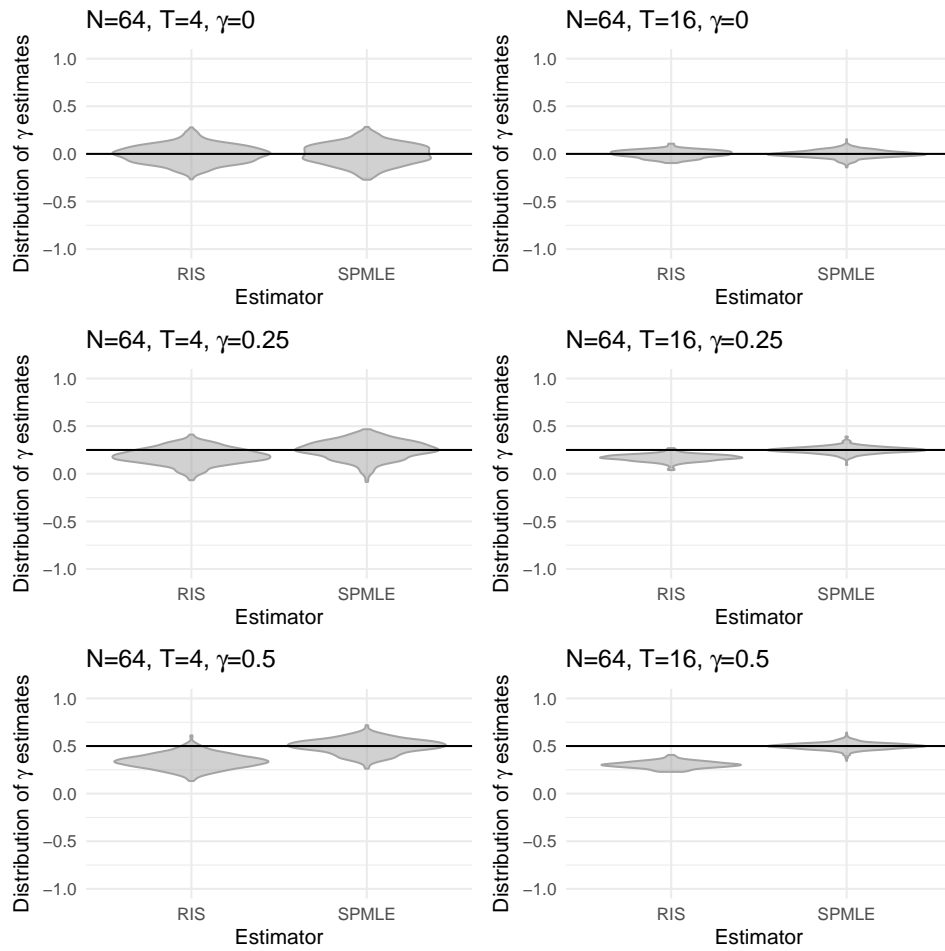 N=64, T=4, γ=0
Distribution of γ estimates
1.0
0.5
0.0
−0.5
−1.0
RIS SPMLE
Estimator
N=64, T=16, γ=0
Distribution of γ estimates
1.0
0.5
0.0
−0.5
−1.0
RIS SPMLE
Estimator
N=64, T=4, γ=0.25
Distribution of γ estimates
1.0
0.5
0.0
−0.5
−1.0
RIS SPMLE
Estimator
N=64, T=16, γ=0.25
Distribution of γ estimates
1.0
0.5
0.0
−0.5
−1.0
RIS SPMLE
Estimator
N=64, T=4, γ=0.5
Distribution of γ estimates
1.0
0.5
0.0
−0.5
−1.0
RIS SPMLE
Estimator
N=64, T=16, γ=0.5
Distribution of γ estimates
1.0
0.5
0.0
−0.5
−1.0
RIS SPMLE
Estimator